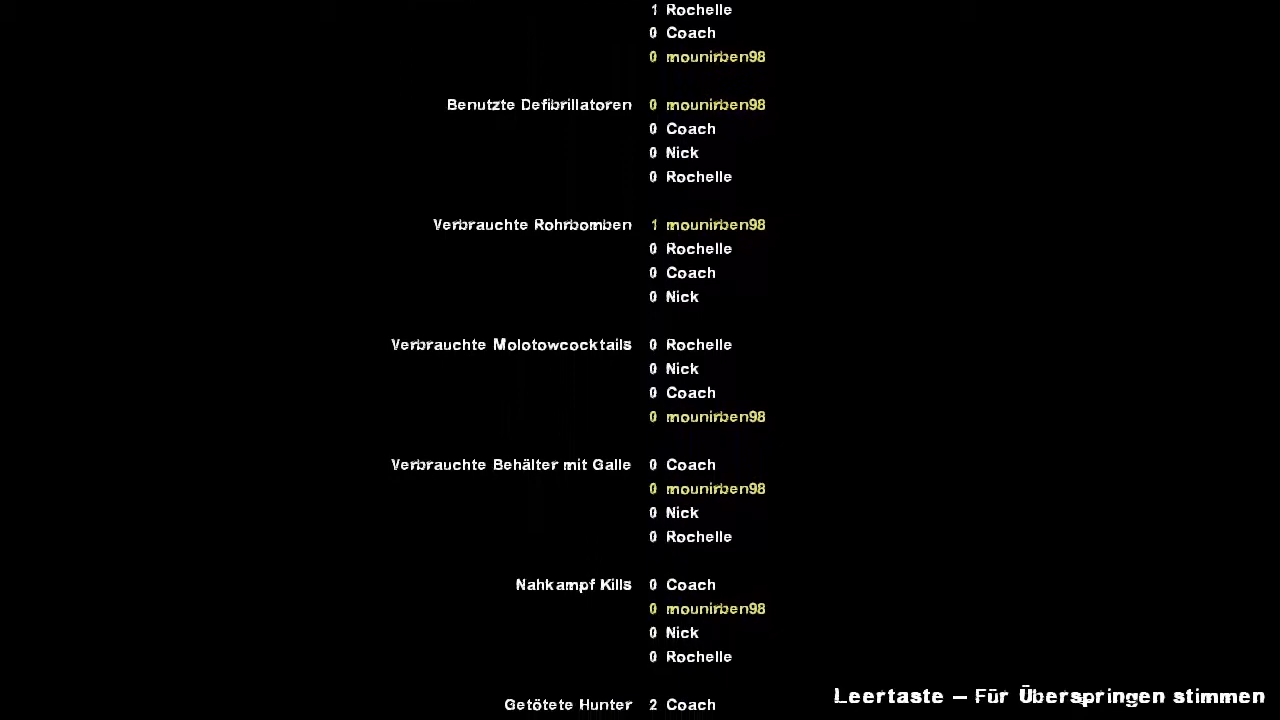 1 Rochelle
0 Coach
0 mounirben98
Benutzte Defibrillatoren 0 mounirben98
0 Coach
0 Nick
0 Rochelle
Verbrauchte Rohrbomben 1 mounirben98
0 Rochelle
0 Coach
0 Nick
Verbrauchte Molotowcocktails 0 Rochelle
0 Nick
0 Coach
0 mounirben98
Verbrauchte Behälter mit Galle 0 Coach
0 mounirben98
0 Nick
0 Rochelle
Nahkampf Kills 0 Coach
0 mounirben98
0 Nick
0 Rochelle
Getötete Hunter 2 Coach
Leertaste – Für Überspringen stimmen